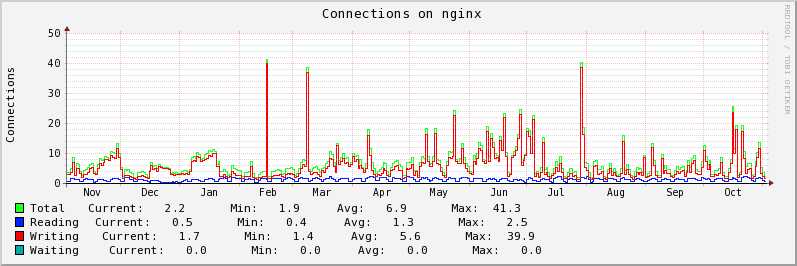 Connections on nginx
RRDTOOL / TOBI OETIKER
Connections
50
40
30
20
10
0
Nov Dec Jan Feb Mar Apr May Jun Jul Aug Sep Oct
Total Current: 2.2 Min: 1.9 Avg: 6.9 Max: 41.3
Reading Current: 0.5 Min: 0.4 Avg: 1.3 Max: 2.5
Writing Current: 1.7 Min: 1.4 Avg: 5.6 Max: 39.9
Waiting Current: 0.0 Min: 0.0 Avg: 0.0 Max: 0.0